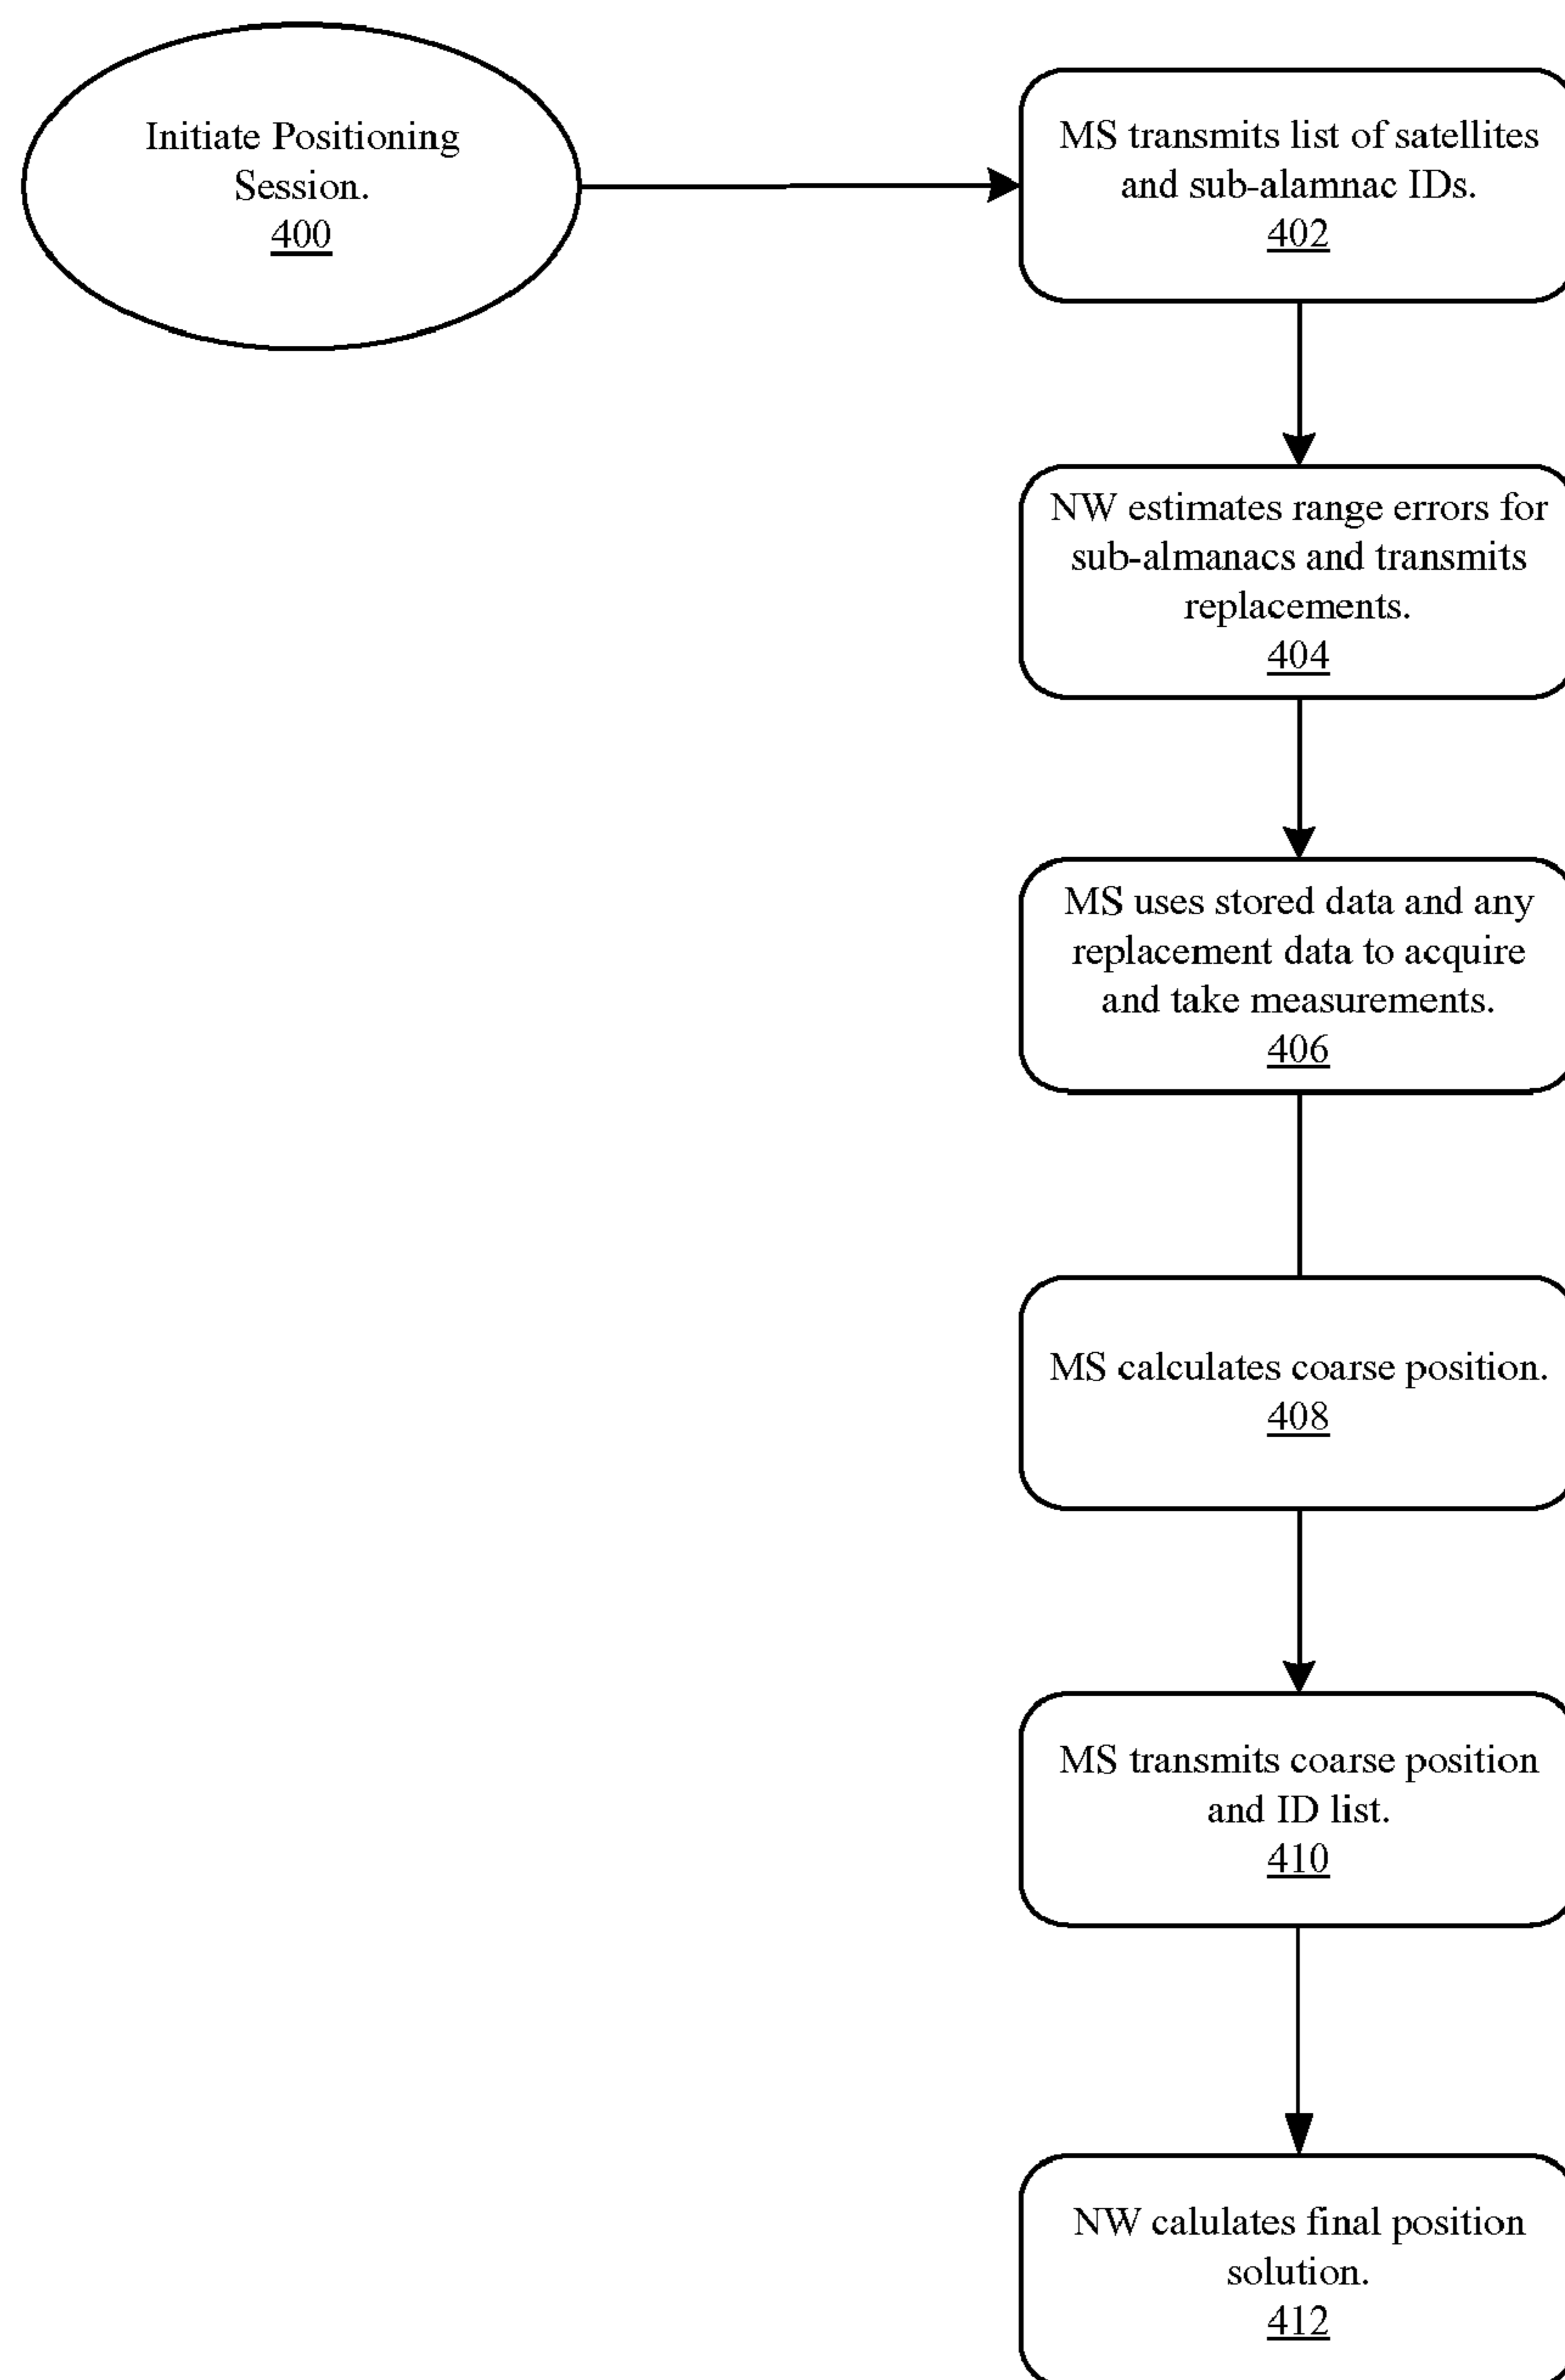 Initiate Positioning
Session.
400
MS transmits list of satellites
and sub-alamnac IDs.
402
NW estimates range errors for
sub-almanacs and transmits
replacements.
404
MS uses stored data and any
replacement data to acquire
and take measurements.
406
MS calculates coarse position.
408
MS transmits coarse position
and ID list.
410
NW calulates final position
solution.
412